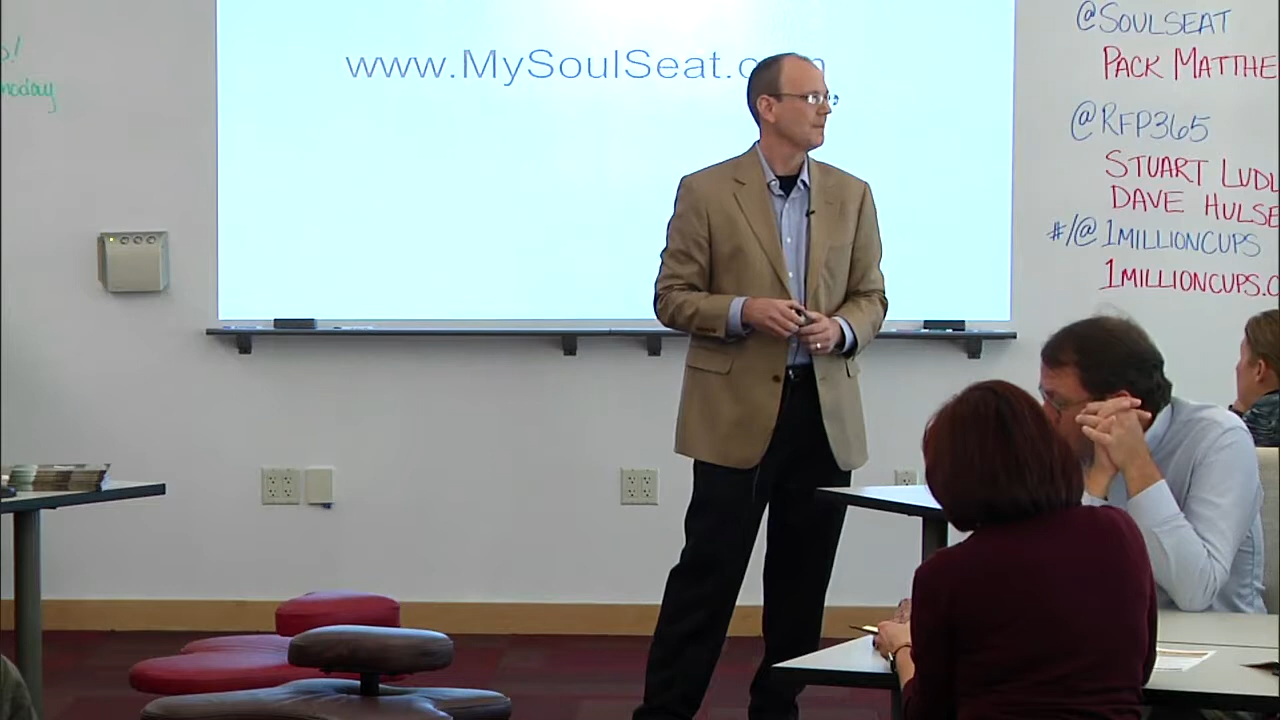 www.MySoulSeat.c m
@SOULSEAT
PACK MATTHE
@RFP365
STUART LUDL
DAVE HULSE
#/@1MILLIONCUPS
1MILLIONCUPS.C